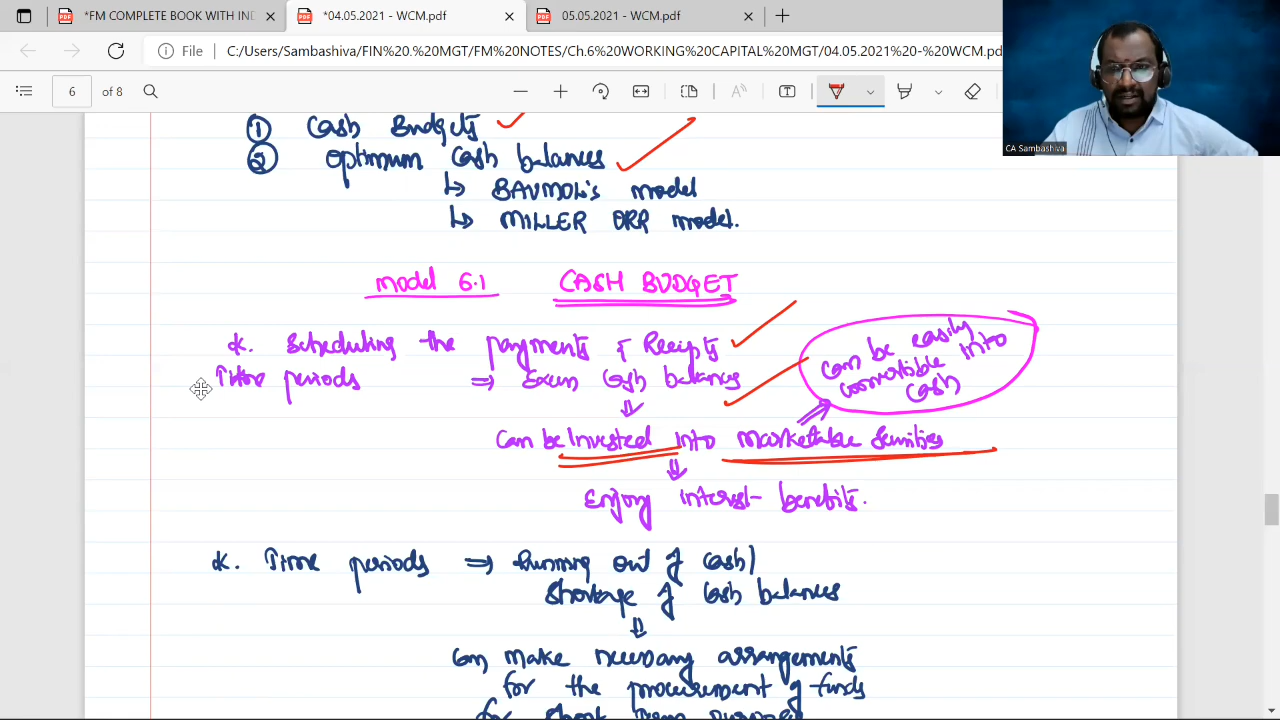 *FM COMPLETE BOOK WITH IND
*04.05.2021 - WCM.pdf
05.05.2021 - WCM.pdf
File
C:/Users/Sambashiva/FIN%20.%20MGT/FM%20NOTES/Ch.6%20WORKING%20CAPITAL%20MGT/04.05.2021%20-%20WCM.pd
6 of 8
CA Sambashiva
① Cash Budgets
② Optimum Cash balances
↳ BAUMOL's model
↳ MILLER ORR model.
Model 6.1 CASH BUDGET
*. Scheduling the payments & Receipts
Time periods ⇒ Excess Cash balances
can be easily
convertible into
cash
⇓
Can be Invested into Marketable Securities
⇓
Enjoy interest benefits.
*. Time periods ⇒ Running out of Cash/
Shortage of Cash balances
⇓
Can make necessary arrangements
for the procurement of funds
for short term purposes